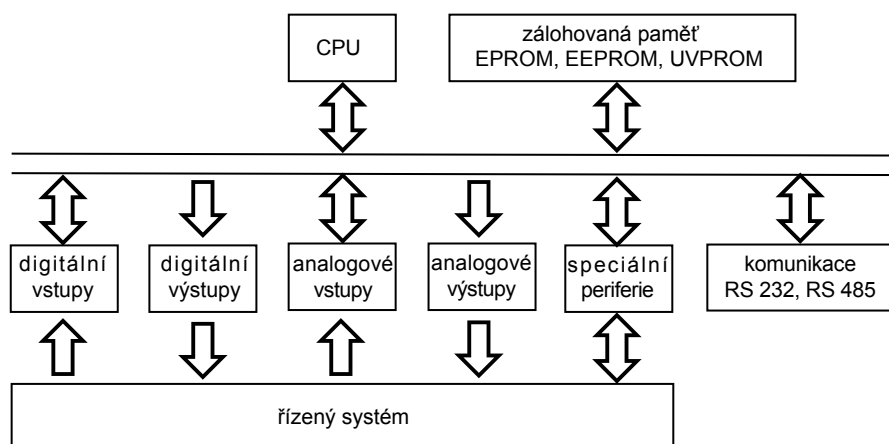 CPU
zálohovaná paměť
EPROM, EEPROM, UVPROM
digitální
vstupy
digitální
výstupy
analogové
vstupy
analogové
výstupy
speciální
periferie
komunikace
RS 232, RS 485
řízený systém